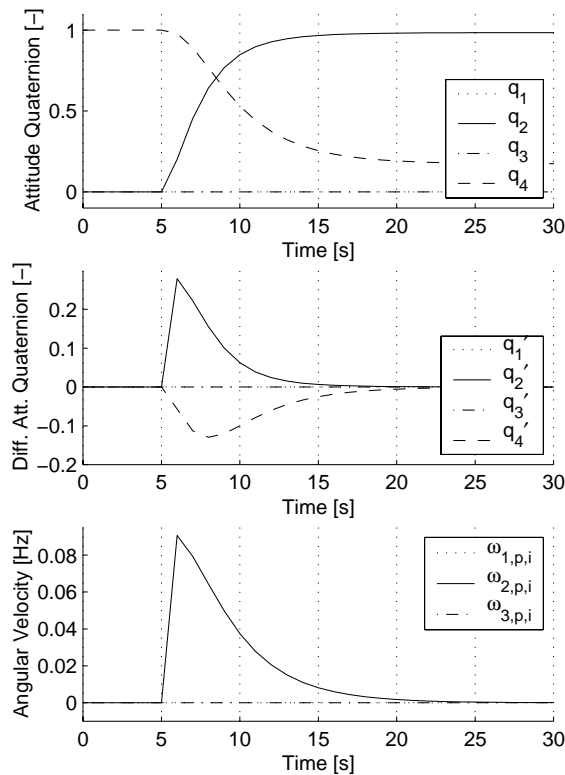 Attitude Quaternion [−]
1
0.5
0
q1
q2
q3
q4
0 5 10 15 20 25 30
Time [s]
Diff. Att. Quaternion [−]
0.2
0.1
0
−0.1
−0.2
q1′
q2′
q3′
q4′
0 5 10 15 20 25 30
Time [s]
Angular Velocity [Hz]
0.08
0.06
0.04
0.02
0
ω1,p,i
ω2,p,i
ω3,p,i
0 5 10 15 20 25 30
Time [s]